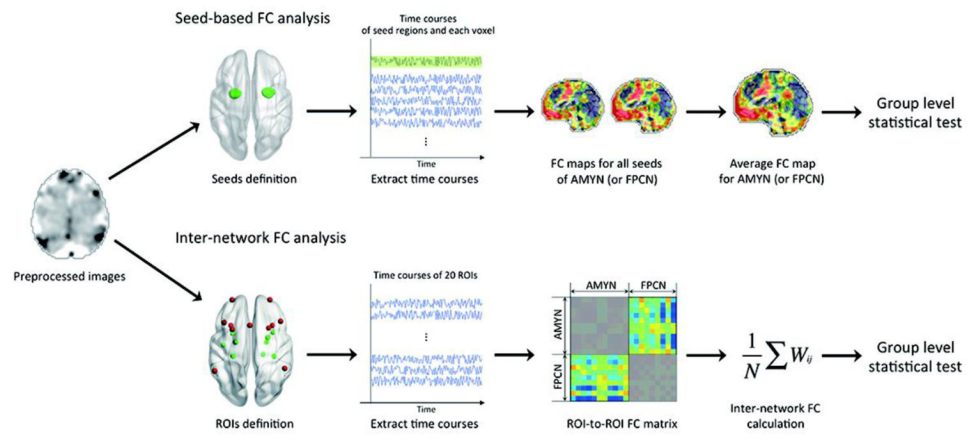 Seed-based FC analysis
Time courses
of seed regions and each voxel
⋮
Time
Seeds definition
Extract time courses
FC maps for all seeds
of AMYN (or FPCN)
Average FC map
for AMYN (or FPCN)
Group level
statistical test
Preprocessed images
Inter-network FC analysis
Time courses of 20 ROIs
⋮
Time
ROIs definition
Extract time courses
AMYN
FPCN
AMYN
FPCN
ROI-to-ROI FC matrix
1/N ∑ Wij
Inter-network FC
calculation
Group level
statistical test